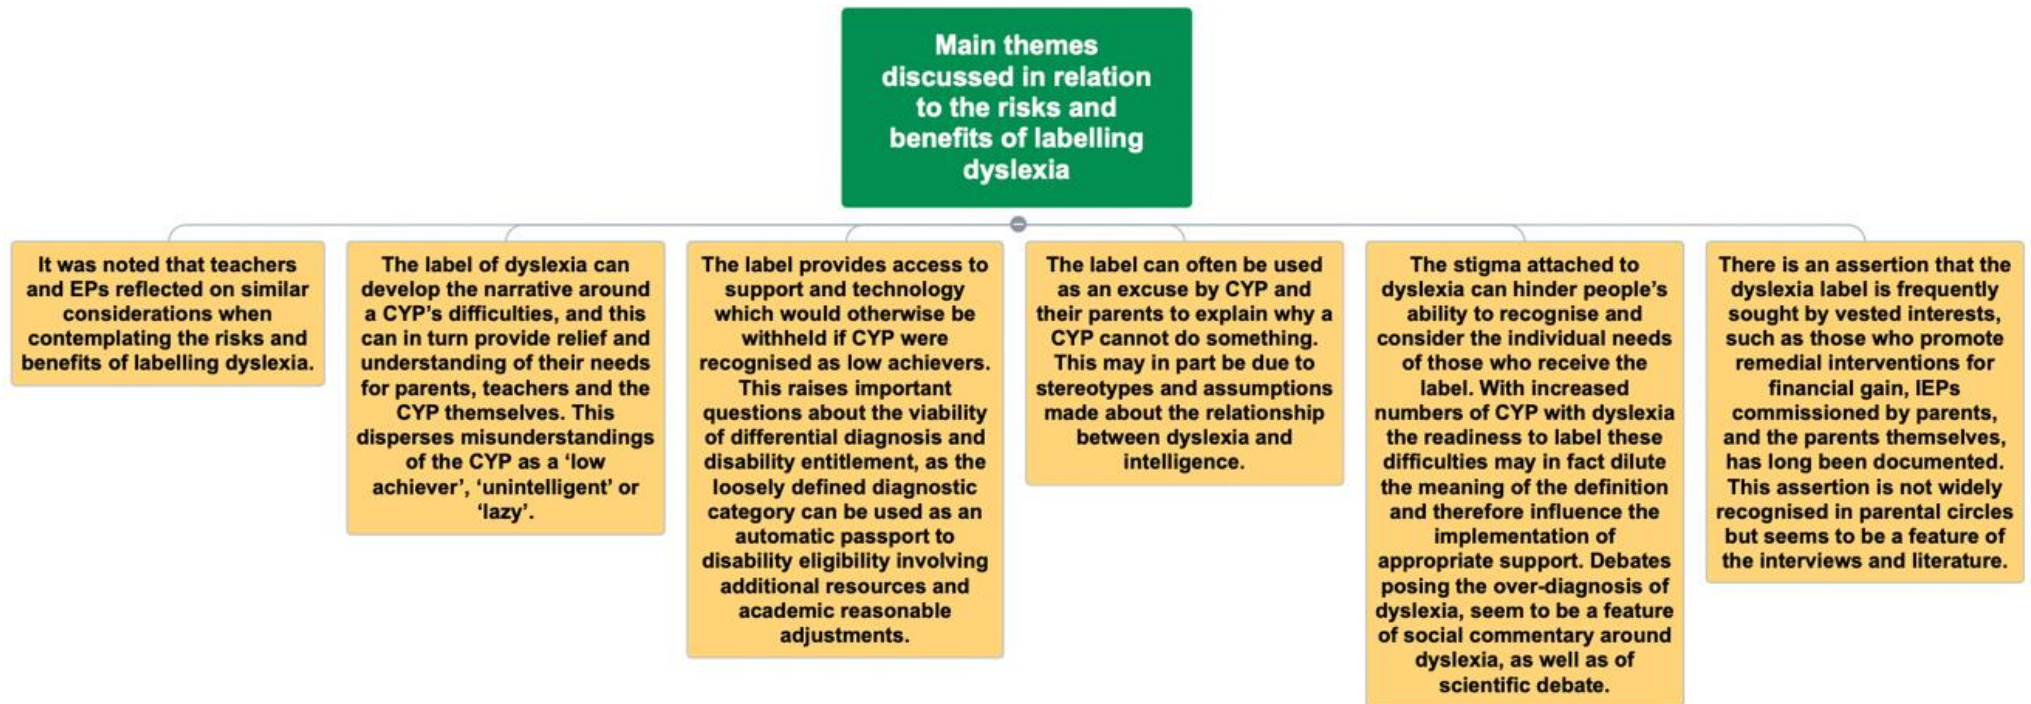 Main themes
discussed in relation
to the risks and
benefits of labelling
dyslexia
It was noted that teachers
and EPs reflected on similar
considerations when
contemplating the risks and
benefits of labelling dyslexia.
The label of dyslexia can
develop the narrative around
a CYP’s difficulties, and this
can in turn provide relief and
understanding of their needs
for parents, teachers and the
CYP themselves. This
disperses misunderstandings
of the CYP as a ‘low
achiever’, ‘unintelligent’ or
‘lazy’.
The label provides access to
support and technology
which would otherwise be
withheld if CYP were
recognised as low achievers.
This raises important
questions about the viability
of differential diagnosis and
disability entitlement, as the
loosely defined diagnostic
category can be used as an
automatic passport to
disability eligibility involving
additional resources and
academic reasonable
adjustments.
The label can often be used
as an excuse by CYP and
their parents to explain why a
CYP cannot do something.
This may in part be due to
stereotypes and assumptions
made about the relationship
between dyslexia and
intelligence.
The stigma attached to
dyslexia can hinder people’s
ability to recognise and
consider the individual needs
of those who receive the
label. With increased
numbers of CYP with dyslexia
the readiness to label these
difficulties may in fact dilute
the meaning of the definition
and therefore influence the
implementation of
appropriate support. Debates
posing the over-diagnosis of
dyslexia, seem to be a feature
of social commentary around
dyslexia, as well as of
scientific debate.
There is an assertion that the
dyslexia label is frequently
sought by vested interests,
such as those who promote
remedial interventions for
financial gain, IEPs
commissioned by parents,
and the parents themselves,
has long been documented.
This assertion is not widely
recognised in parental circles
but seems to be a feature of
the interviews and literature.